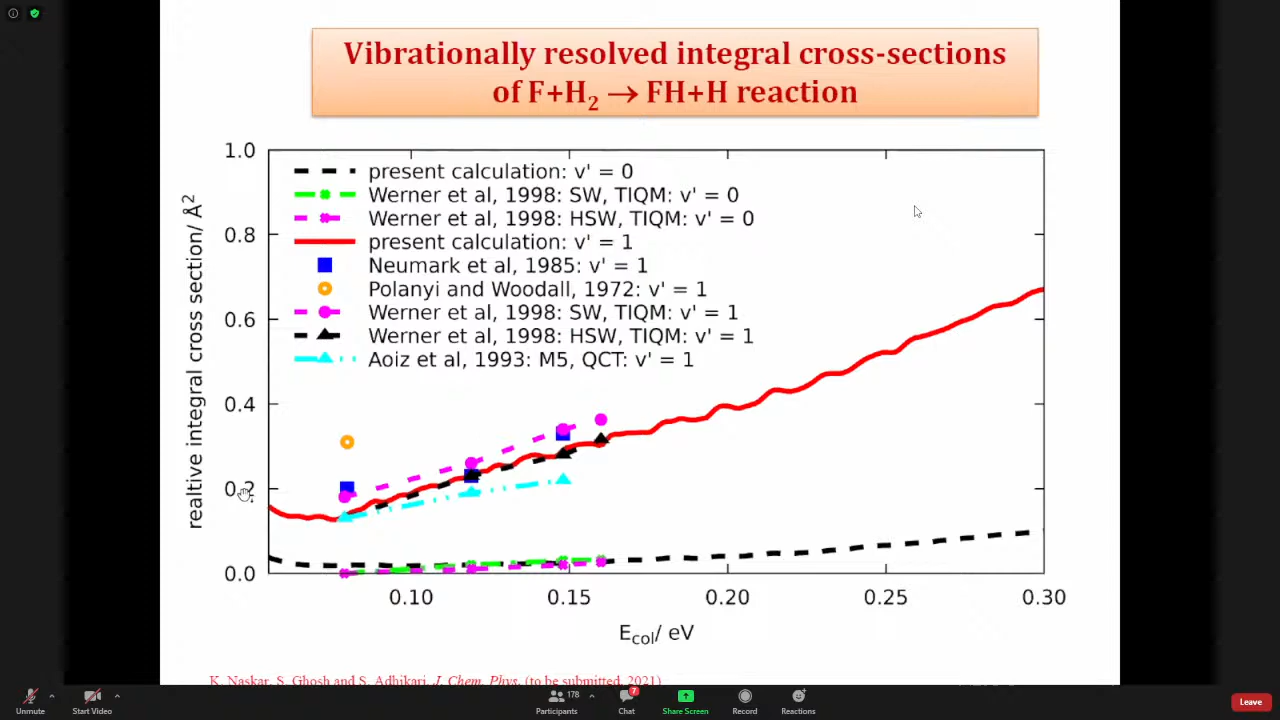 Vibrationally resolved integral cross-sections
of F+H₂ → FH+H reaction
1.0
0.8
0.6
0.4
0.2
0.0
realtive integral cross section/ Å²
present calculation: v' = 0
Werner et al, 1998: SW, TIQM: v' = 0
Werner et al, 1998: HSW, TIQM: v' = 0
present calculation: v' = 1
Neumark et al, 1985: v' = 1
Polanyi and Woodall, 1972: v' = 1
Werner et al, 1998: SW, TIQM: v' = 1
Werner et al, 1998: HSW, TIQM: v' = 1
Aoiz et al, 1993: M5, QCT: v' = 1
0.10 0.15 0.20 0.25 0.30
E_col/ eV
K. Naskar, S. Ghosh and S. Adhikari, J. Chem. Phys. (to be submitted, 2021)
Unmute
Start Video
178
Participants
7
Chat
Share Screen
Record
Reactions
Leave